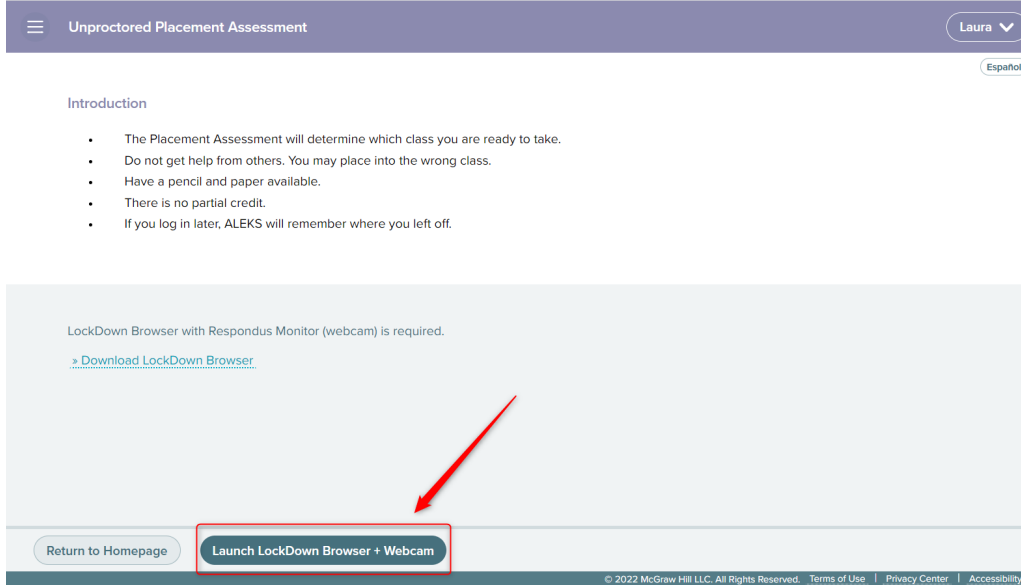 Unproctored Placement Assessment
Laura
Español
Introduction
• The Placement Assessment will determine which class you are ready to take.
• Do not get help from others. You may place into the wrong class.
• Have a pencil and paper available.
• There is no partial credit.
• If you log in later, ALEKS will remember where you left off.
LockDown Browser with Respondus Monitor (webcam) is required.
» Download LockDown Browser
Return to Homepage
Launch LockDown Browser + Webcam
© 2022 McGraw Hill LLC. All Rights Reserved. Terms of Use | Privacy Center | Accessibility